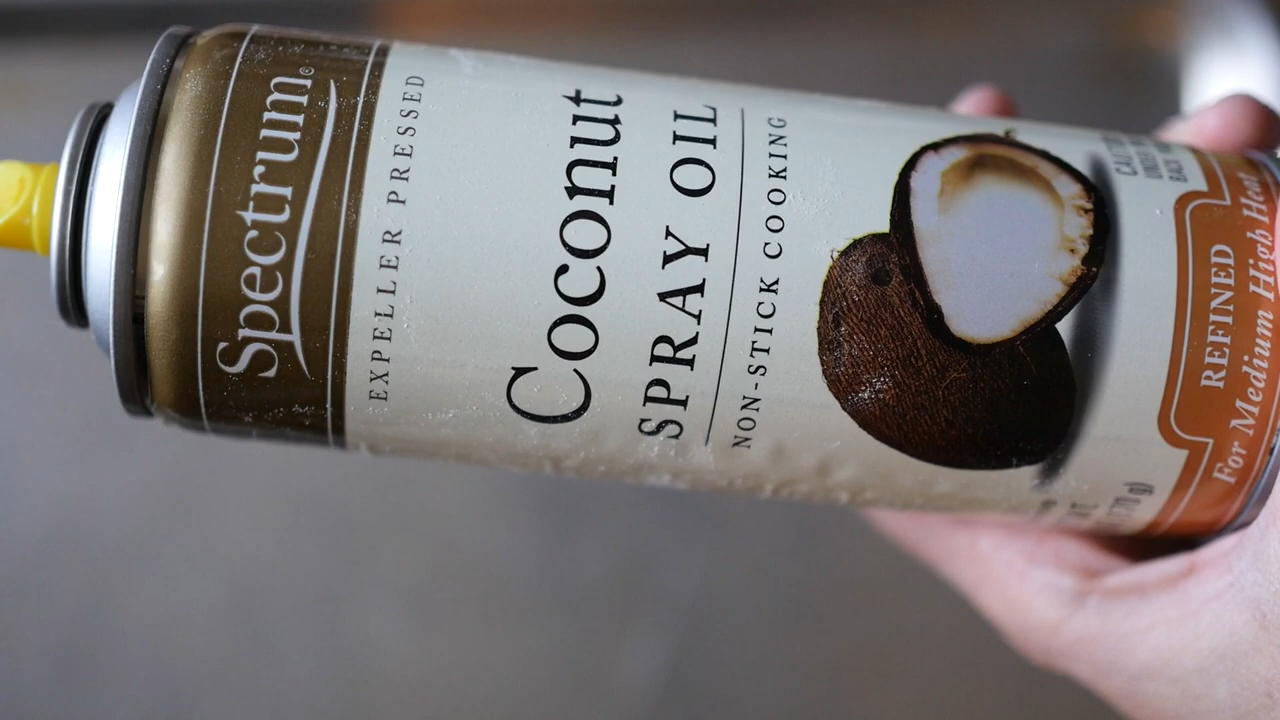 Spectrum®
EXPELLER PRESSED
Coconut
SPRAY OIL
NON-STICK COOKING
REFINED
For Medium High Heat